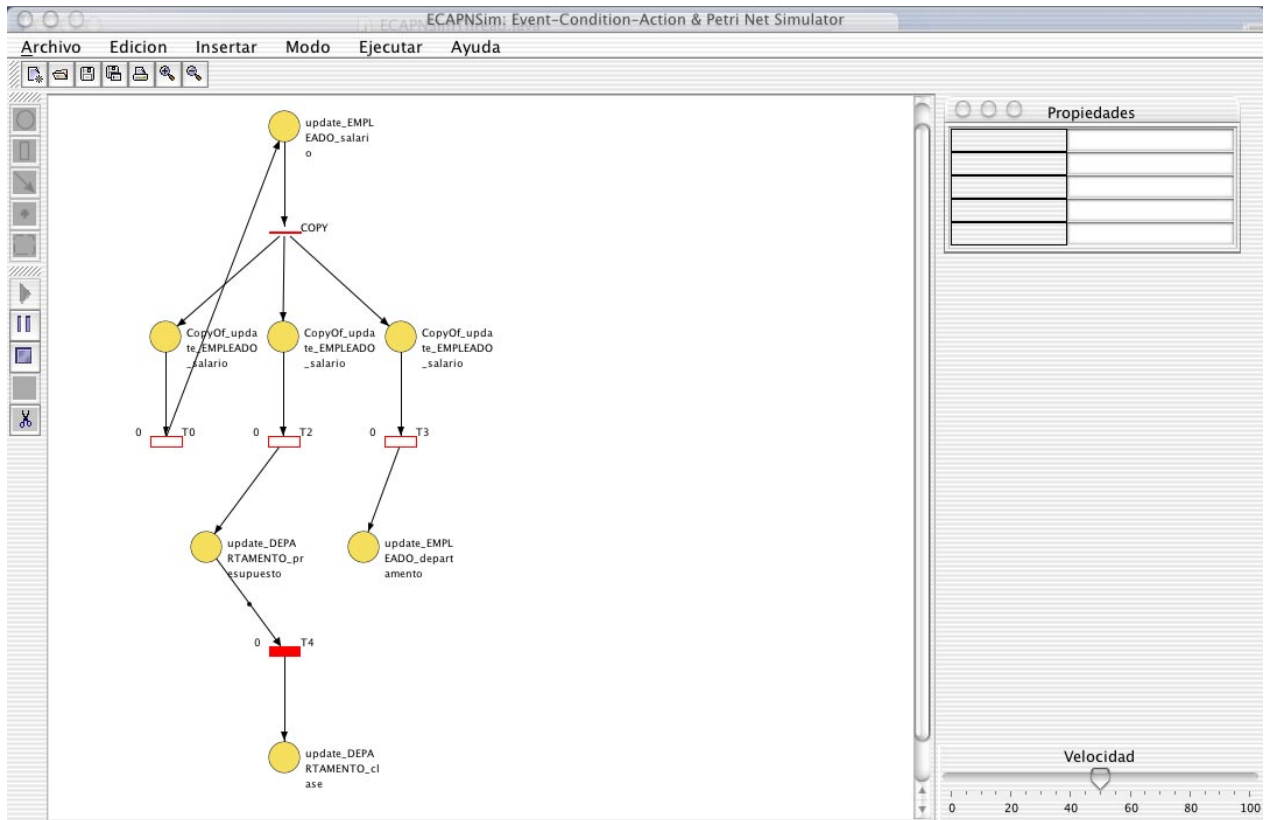 ECAPNSim: Event-Condition-Action & Petri Net Simulator
Archivo Edicion Insertar Modo Ejecutar Ayuda
Propiedades
update_EMPL
EADO_salari
o
COPY
CopyOf_upda
te_EMPLEADO
_salario
CopyOf_upda
te_EMPLEADO
_salario
CopyOf_upda
te_EMPLEADO
_salario
0 T0
0 T2
0 T3
update_DEPA
RTAMENTO_pr
esupuesto
update_EMPL
EADO_depart
amento
0 T4
update_DEPA
RTAMENTO_cl
ase
Velocidad
0 20 40 60 80 100